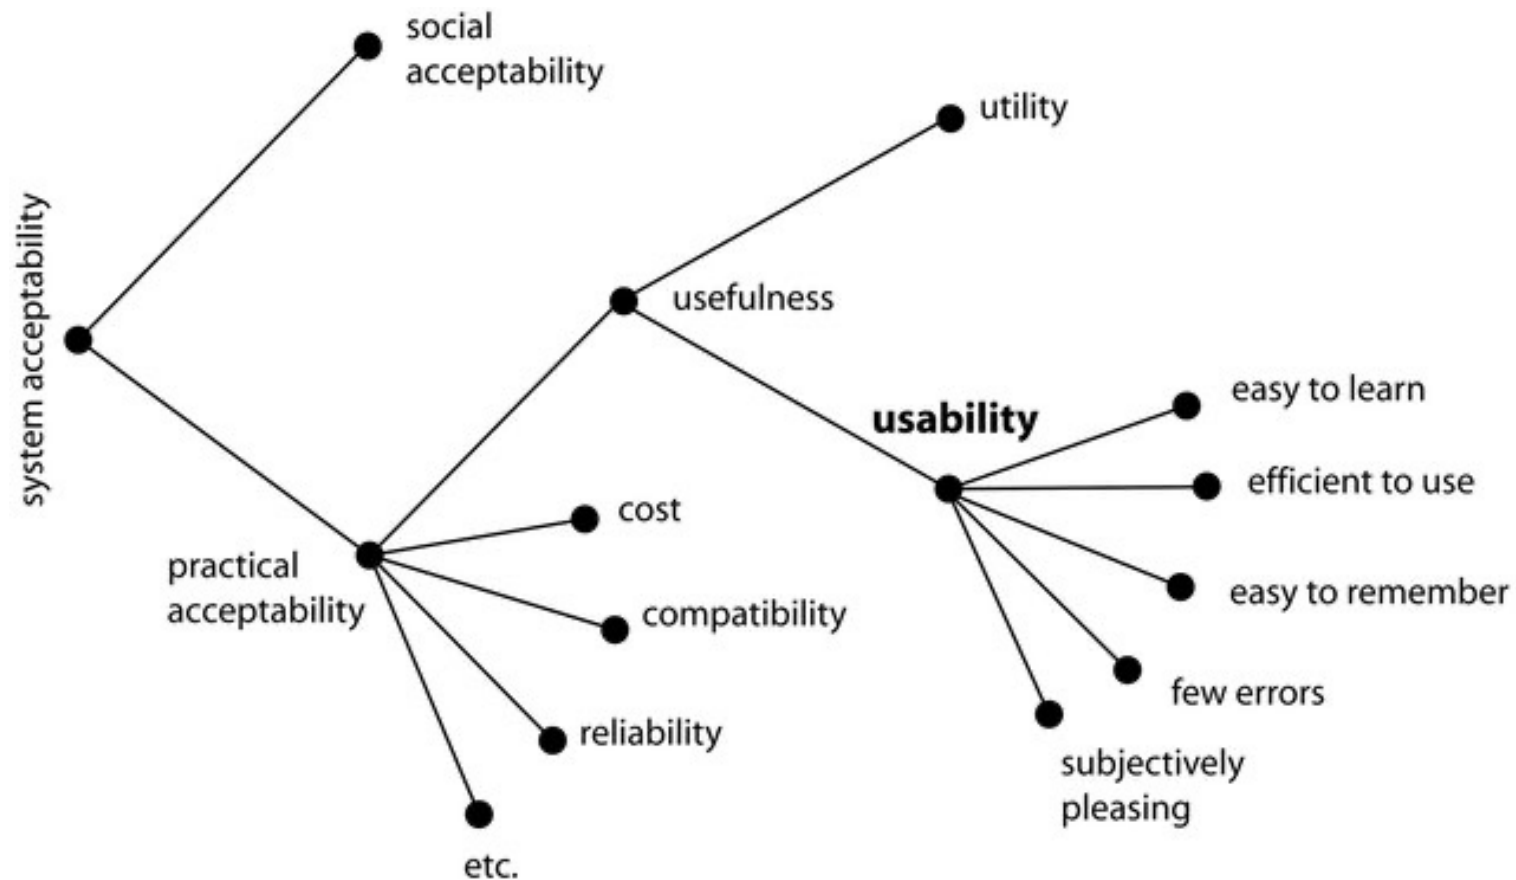 system acceptability
social
acceptability
utility
usefulness
usability
easy to learn
efficient to use
easy to remember
few errors
subjectively
pleasing
practical
acceptability
cost
compatibility
reliability
etc.